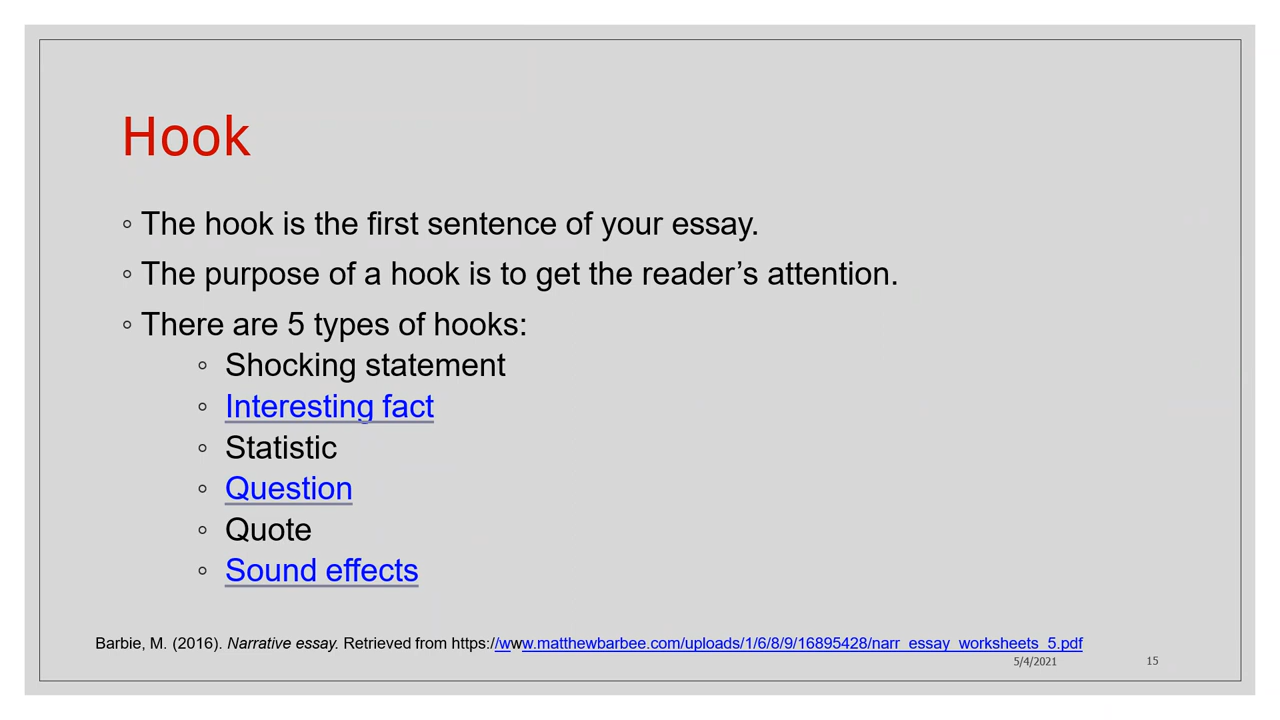 Hook
◦ The hook is the first sentence of your essay.
◦ The purpose of a hook is to get the reader’s attention.
◦ There are 5 types of hooks:
◦ Shocking statement
◦ Interesting fact
◦ Statistic
◦ Question
◦ Quote
◦ Sound effects
Barbie, M. (2016). Narrative essay. Retrieved from https://www.matthewbarbee.com/uploads/1/6/8/9/16895428/narr_essay_worksheets_5.pdf
5/4/2021 15